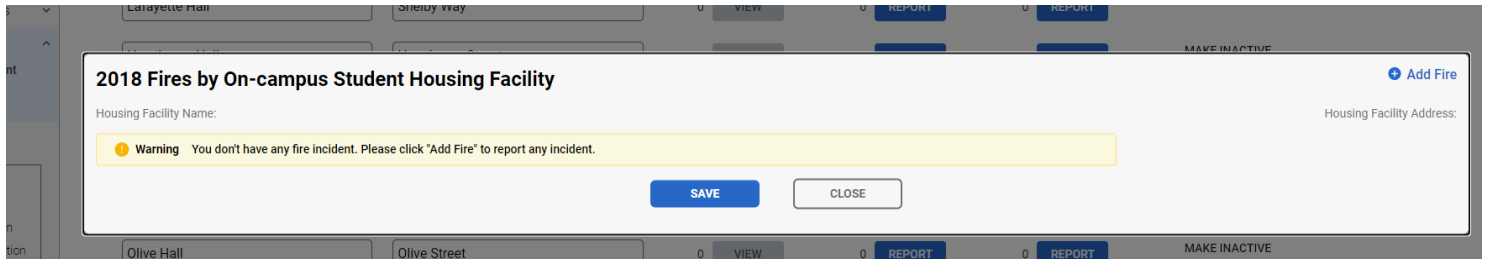 Lafayette Hall Shelby Way 0 VIEW 0 REPORT 0 REPORT
MAKE INACTIVE
nt
2018 Fires by On-campus Student Housing Facility
Add Fire
Housing Facility Name:
Housing Facility Address:
Warning You don't have any fire incident. Please click "Add Fire" to report any incident.
SAVE CLOSE
n
tion
Olive Hall Olive Street 0 VIEW 0 REPORT 0 REPORT MAKE INACTIVE